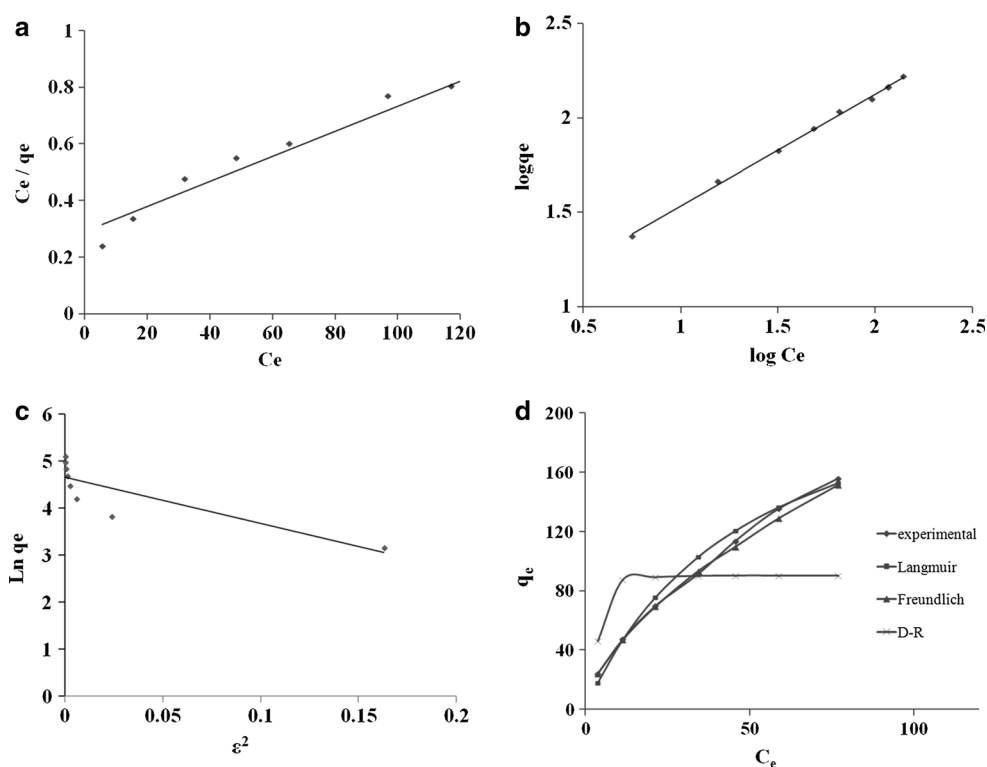 a
1
0.8
0.6
0.4
0.2
0
Ce / qe
0 20 40 60 80 100 120
Ce
b
2.5
2
1.5
1
logqe
0.5 1 1.5 2 2.5
log Ce
c
6
5
4
3
2
1
0
Ln qe
0 0.05 0.1 0.15 0.2
ε²
d
200
160
120
80
40
0
qₑ
0 50 100
Cₑ
experimental
Langmuir
Freundlich
D-R